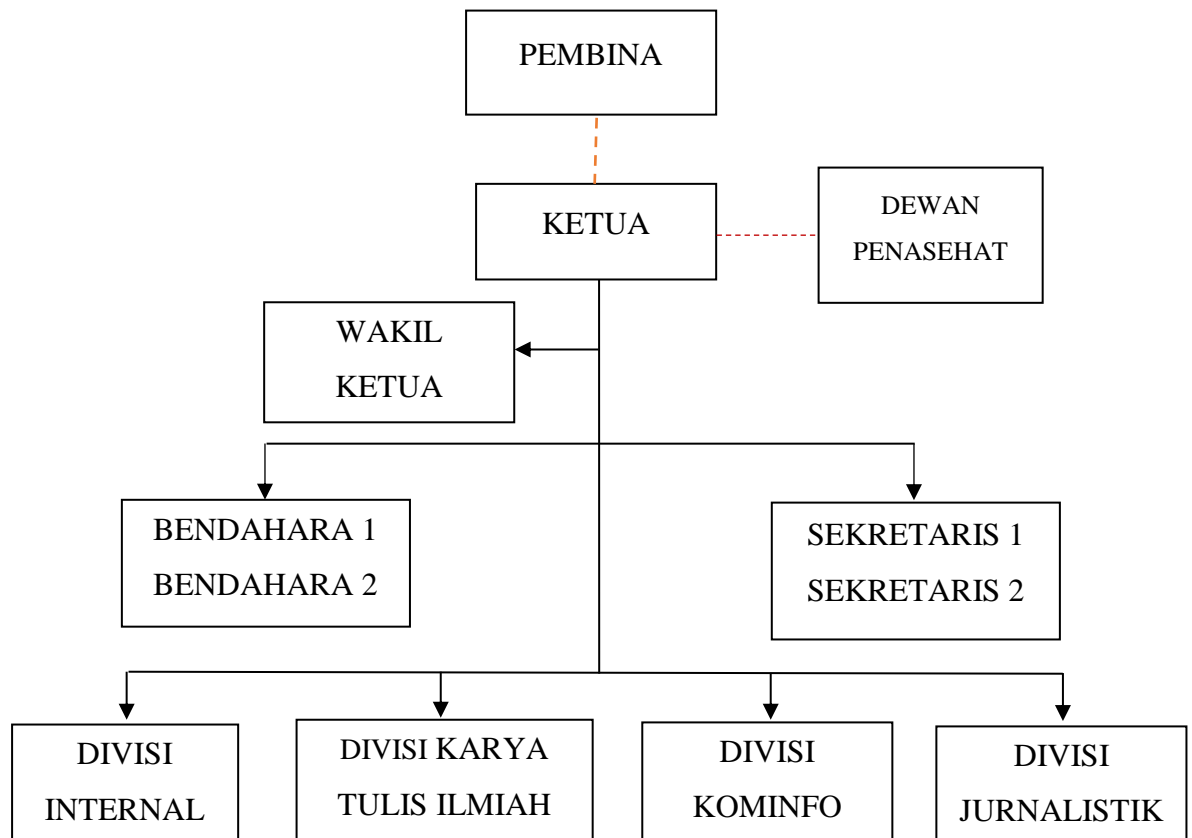 PEMBINA
KETUA
DEWAN
PENASEHAT
WAKIL
KETUA
BENDAHARA 1
BENDAHARA 2
SEKRETARIS 1
SEKRETARIS 2
DIVISI
INTERNAL
DIVISI KARYA
TULIS ILMIAH
DIVISI
KOMINFO
DIVISI
JURNALISTIK